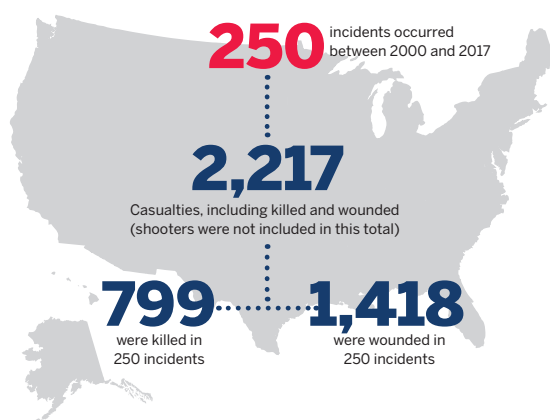 250
incidents occurred
between 2000 and 2017
2,217
Casualties, including killed and wounded
(shooters were not included in this total)
799
were killed in
250 incidents
1,418
were wounded in
250 incidents